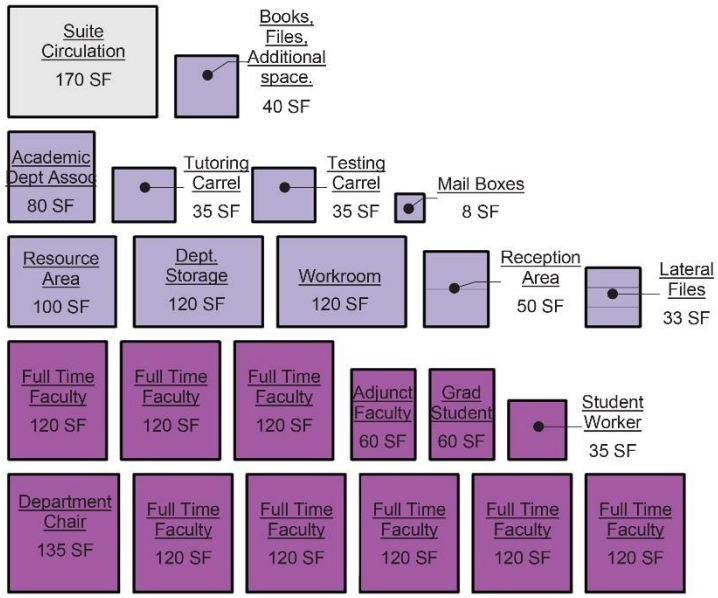 Suite
Circulation
170 SF
Books,
Files,
Additional
space.
40 SF
Academic
Dept Assoc
80 SF
Tutoring
Carrel
35 SF
Testing
Carrel
35 SF
Mail Boxes
8 SF
Resource
Area
100 SF
Dept.
Storage
120 SF
Workroom
120 SF
Reception
Area
50 SF
Lateral
Files
33 SF
Full Time
Faculty
120 SF
Full Time
Faculty
120 SF
Full Time
Faculty
120 SF
Adjunct
Faculty
60 SF
Grad
Student
60 SF
Student
Worker
35 SF
Department
Chair
135 SF
Full Time
Faculty
120 SF
Full Time
Faculty
120 SF
Full Time
Faculty
120 SF
Full Time
Faculty
120 SF
Full Time
Faculty
120 SF